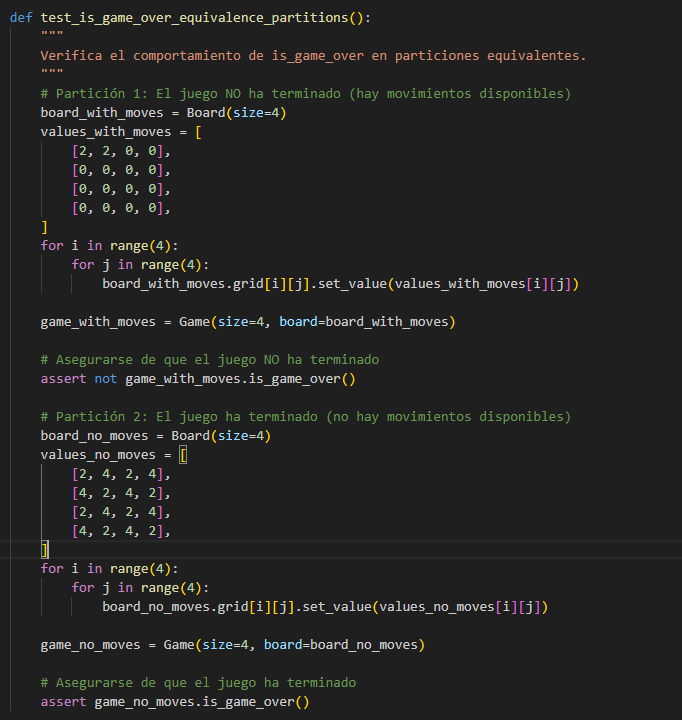 def test_is_game_over_equivalence_partitions():
    """
    Verifica el comportamiento de is_game_over en particiones equivalentes.
    """
    # Partición 1: El juego NO ha terminado (hay movimientos disponibles)
    board_with_moves = Board(size=4)
    values_with_moves = [
        [2, 2, 0, 0],
        [0, 0, 0, 0],
        [0, 0, 0, 0],
        [0, 0, 0, 0],
    ]
    for i in range(4):
        for j in range(4):
            board_with_moves.grid[i][j].set_value(values_with_moves[i][j])

    game_with_moves = Game(size=4, board=board_with_moves)

    # Asegurarse de que el juego NO ha terminado
    assert not game_with_moves.is_game_over()

    # Partición 2: El juego ha terminado (no hay movimientos disponibles)
    board_no_moves = Board(size=4)
    values_no_moves = [
        [2, 4, 2, 4],
        [4, 2, 4, 2],
        [2, 4, 2, 4],
        [4, 2, 4, 2],
    ]
    for i in range(4):
        for j in range(4):
            board_no_moves.grid[i][j].set_value(values_no_moves[i][j])

    game_no_moves = Game(size=4, board=board_no_moves)

    # Asegurarse de que el juego ha terminado
    assert game_no_moves.is_game_over()